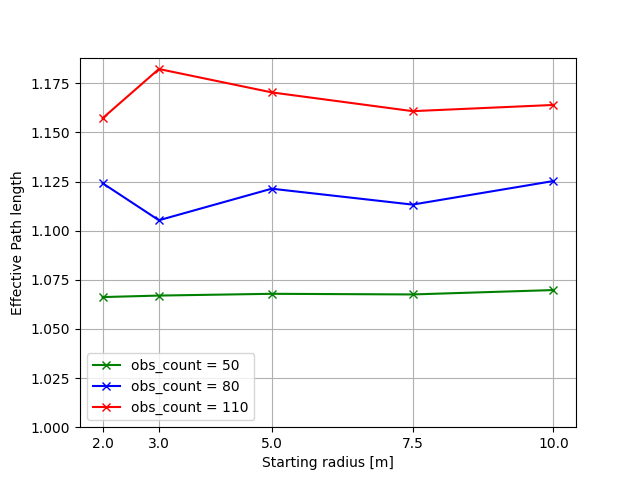 1.175
1.150
1.125
1.100
1.075
1.050
1.025
1.000
Effective Path length
obs_count = 50
obs_count = 80
obs_count = 110
2.0 3.0 5.0 7.5 10.0
Starting radius [m]